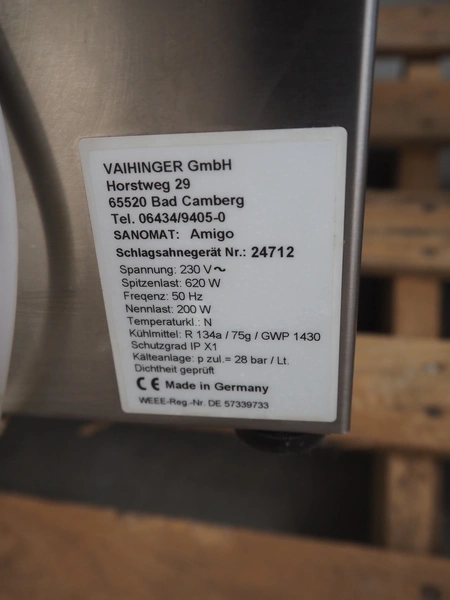 VAIHINGER GmbH
Horstweg 29
65520 Bad Camberg
Tel. 06434/9405-0
SANOMAT: Amigo
Schlagsahnegerät Nr.: 24712
Spannung: 230 V~
Spitzenlast: 620 W
Freqenz: 50 Hz
Nennlast: 200 W
Temperaturkl.: N
Kühlmittel: R 134a / 75g / GWP 1430
Schutzgrad IP X1
Kälteanlage: p zul.= 28 bar / Lt.
Dichtheit geprüft
CE Made in Germany
WEEE-Reg.-Nr. DE 57339733